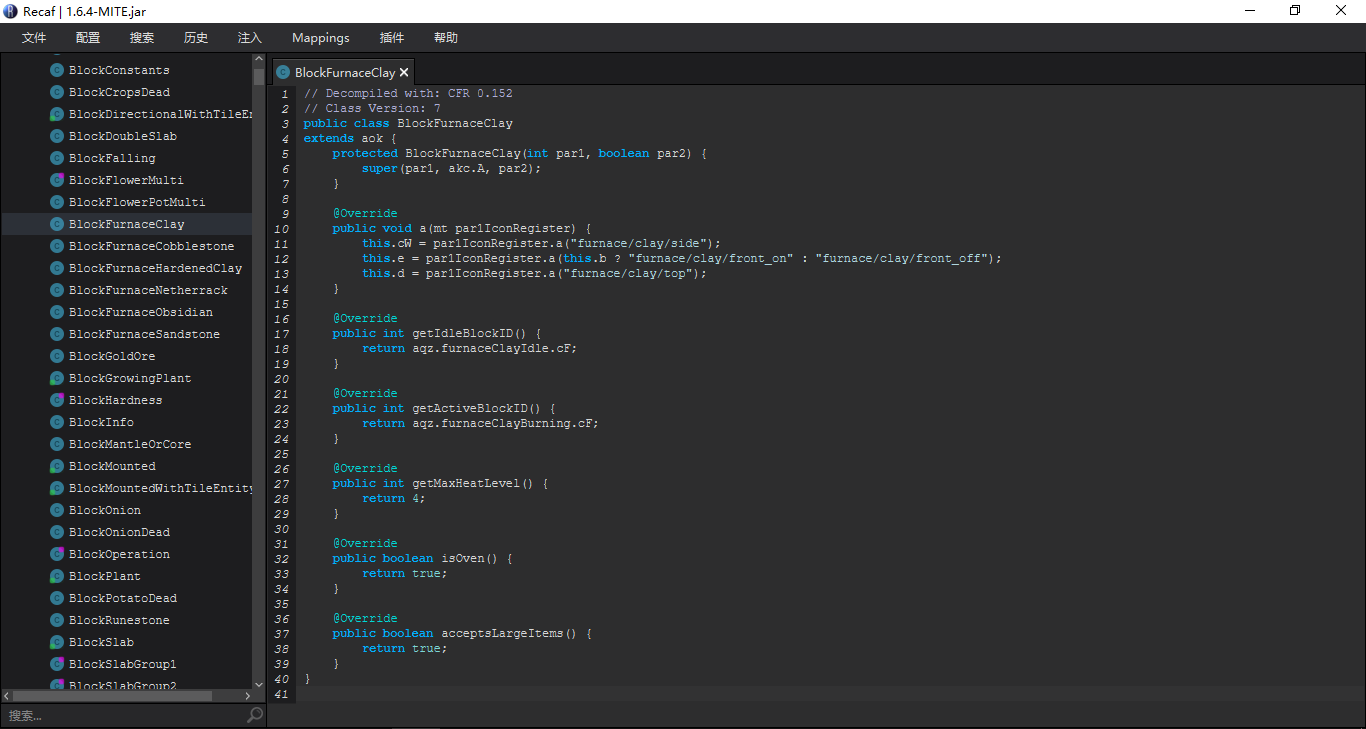 Recaf | 1.6.4-MITE.jar
文件 配置 搜索 历史 注入 Mappings 插件 帮助
BlockConstants
BlockCropsDead
BlockDirectionalWithTileEn
BlockDoubleSlab
BlockFalling
BlockFlowerMulti
BlockFlowerPotMulti
BlockFurnaceClay
BlockFurnaceCobblestone
BlockFurnaceHardenedClay
BlockFurnaceNetherrack
BlockFurnaceObsidian
BlockFurnaceSandstone
BlockGoldOre
BlockGrowingPlant
BlockHardness
BlockInfo
BlockMantleOrCore
BlockMounted
BlockMountedWithTileEntity
BlockOnion
BlockOnionDead
BlockOperation
BlockPlant
BlockPotatoDead
BlockRunestone
BlockSlab
BlockSlabGroup1
BlockSlabGroup2
搜索...
BlockFurnaceClay
1 // Decompiled with: CFR 0.152
2 // Class Version: 7
3 public class BlockFurnaceClay
4 extends aok {
5     protected BlockFurnaceClay(int par1, boolean par2) {
6         super(par1, akc.A, par2);
7     }
8
9     @Override
10     public void a(mt par1IconRegister) {
11         this.cW = par1IconRegister.a("furnace/clay/side");
12         this.e = par1IconRegister.a(this.b ? "furnace/clay/front_on" : "furnace/clay/front_off");
13         this.d = par1IconRegister.a("furnace/clay/top");
14     }
15
16     @Override
17     public int getIdleBlockID() {
18         return aqz.furnaceClayIdle.cF;
19     }
20
21     @Override
22     public int getActiveBlockID() {
23         return aqz.furnaceClayBurning.cF;
24     }
25
26     @Override
27     public int getMaxHeatLevel() {
28         return 4;
29     }
30
31     @Override
32     public boolean isOven() {
33         return true;
34     }
35
36     @Override
37     public boolean acceptsLargeItems() {
38         return true;
39     }
40 }
41